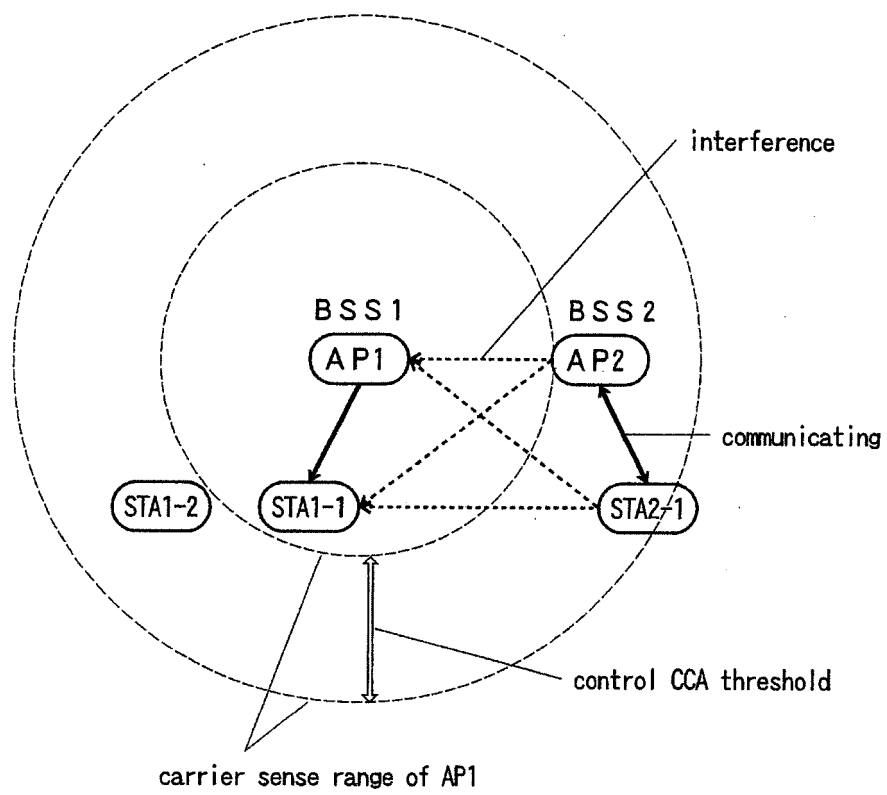 interference
BSS1
BSS2
AP1
AP2
communicating
STA1-2
STA1-1
STA2-1
control CCA threshold
carrier sense range of AP1